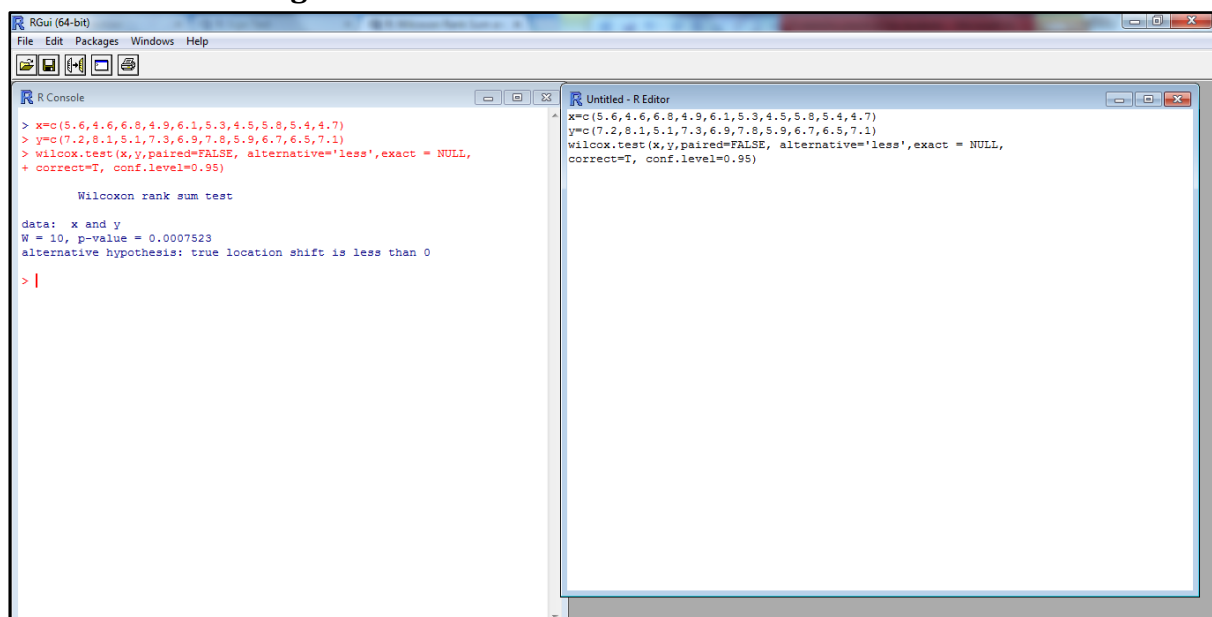 RGui (64-bit)
File Edit Packages Windows Help
R Console
> x=c(5.6,4.6,6.8,4.9,6.1,5.3,4.5,5.8,5.4,4.7)
> y=c(7.2,8.1,5.1,7.3,6.9,7.8,5.9,6.7,6.5,7.1)
> wilcox.test(x,y,paired=FALSE, alternative='less',exact = NULL,
+ correct=T, conf.level=0.95)
Wilcoxon rank sum test
data: x and y
W = 10, p-value = 0.0007523
alternative hypothesis: true location shift is less than 0
>
Untitled - R Editor
x=c(5.6,4.6,6.8,4.9,6.1,5.3,4.5,5.8,5.4,4.7)
y=c(7.2,8.1,5.1,7.3,6.9,7.8,5.9,6.7,6.5,7.1)
wilcox.test(x,y,paired=FALSE, alternative='less',exact = NULL,
correct=T, conf.level=0.95)